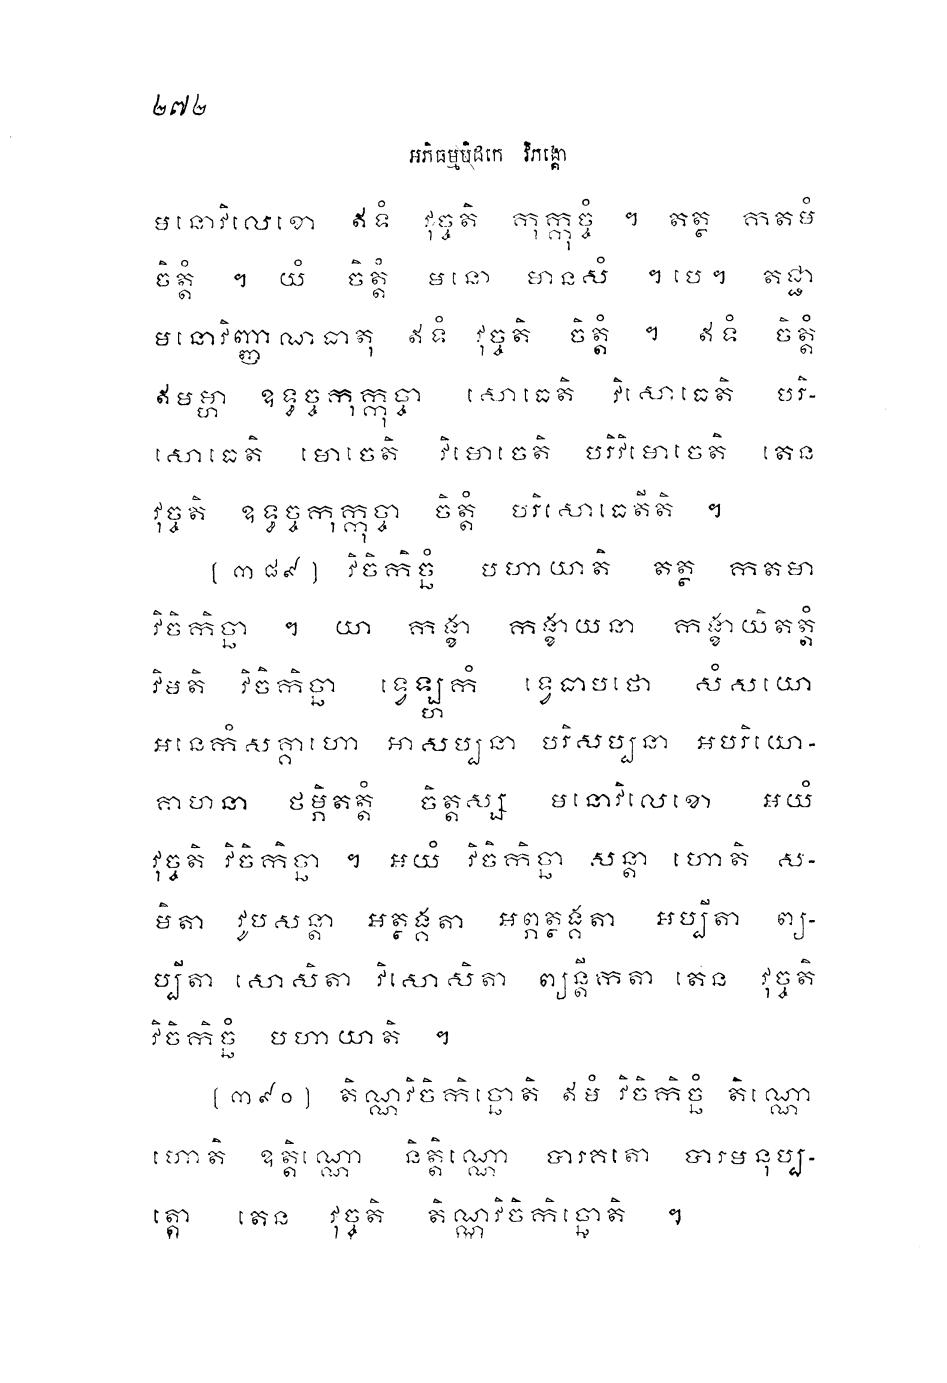 ២៧២
អភិធម្មបិដកេ វិភង្គោ
មនោវិលេខោ ឥទំ វុច្ចតិ កុក្កុច្ចំ ។ តត្ថ កាតមំ
ចិត្តំ ។ យំ ចិត្តំ មនោ មានសំ ។បេ។ តជ្ជា
មនោវិញ្ញាណធាតុ ឥទំ វុច្ចតិ ចិត្តំ ។ ឥទំ ចិត្តំ
ឥមម្ហា ឧទ្ធច្ចកុក្កុច្ចា សោធេតិ វិសោធេតិ បរិ-
សោធេតិ មោចេតិ វិមោចេតិ បរិវិមោចេតិ តេន
វុច្ចតិ ឧទ្ធច្ចកុក្កុច្ចា ចិត្តំ បរិសោធេតីតិ ។
(៣៨៩) វិចិកិច្ឆំ បហាយាតិ តត្ថ កាតមា
វិចិកិច្ឆា ។ យា កង្ខា កង្ខាយនា កង្ខាយិតត្តំ
វិមតិ វិចិកិច្ឆា ទ្វេឡ្ហកំ ទ្វេធាបថោ សំសយោ
អនេកំសគ្គាហោ អាសប្បនា បរិសប្បនា អបរិយោ-
គាហនា ថម្ភិតត្តំ ចិត្តស្ស មនោវិលេខោ អយំ
វុច្ចតិ វិចិកិច្ឆា ។ អយំ វិចិកិច្ឆា សន្តា ហោតិ ស-
មិតា វូបសន្តា អត្ថង្គតា អព្ភត្ថង្គតា អប្បីតា ព្យ-
ប្បីតា សោសិតា វិសោសិតា ព្យន្តីកតា តេន វុច្ចតិ
វិចិកិច្ឆំ បហាយាតិ ។
(៣៩០) តិណ្ណវិចិកិច្ឆោតិ ឥមំ វិចិកិច្ឆំ តិណ្ណោ
ហោតិ ឧត្តិណ្ណោ និត្តិណ្ណោ បារគតោ បារមនុប្ប-
ត្តោ តេន វុច្ចតិ តិណ្ណវិចិកិច្ឆោតិ ។